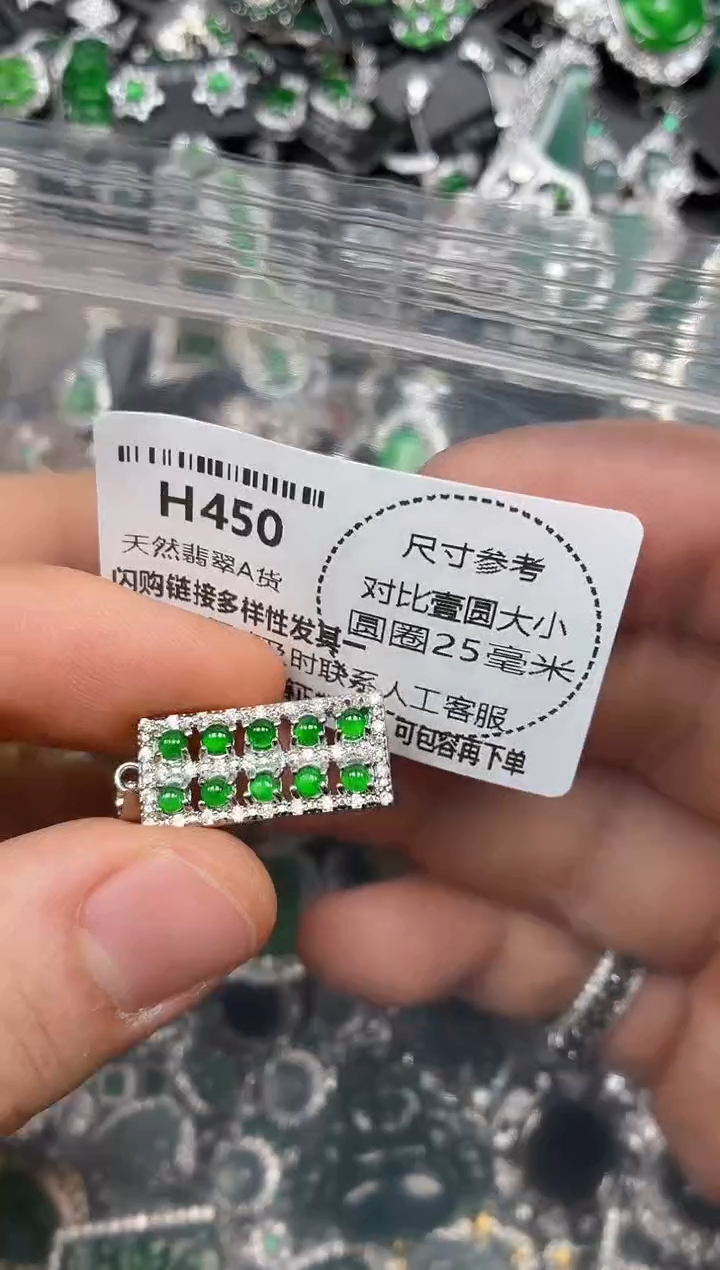 H450
天然翡翠A货
闪购链接多样性发其一
及时联系人工客服
可包容再下单
尺寸参考
对比壹圆大小
圆圈25毫米